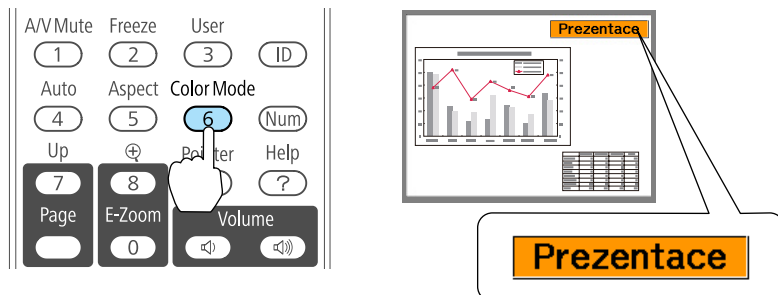 A/V Mute Freeze User
1 2 3 ID
Auto Aspect Color Mode
4 5 6 Num
Up Pointer Help
7 8 ?
Page E-Zoom Volume
0
Prezentace
Prezentace